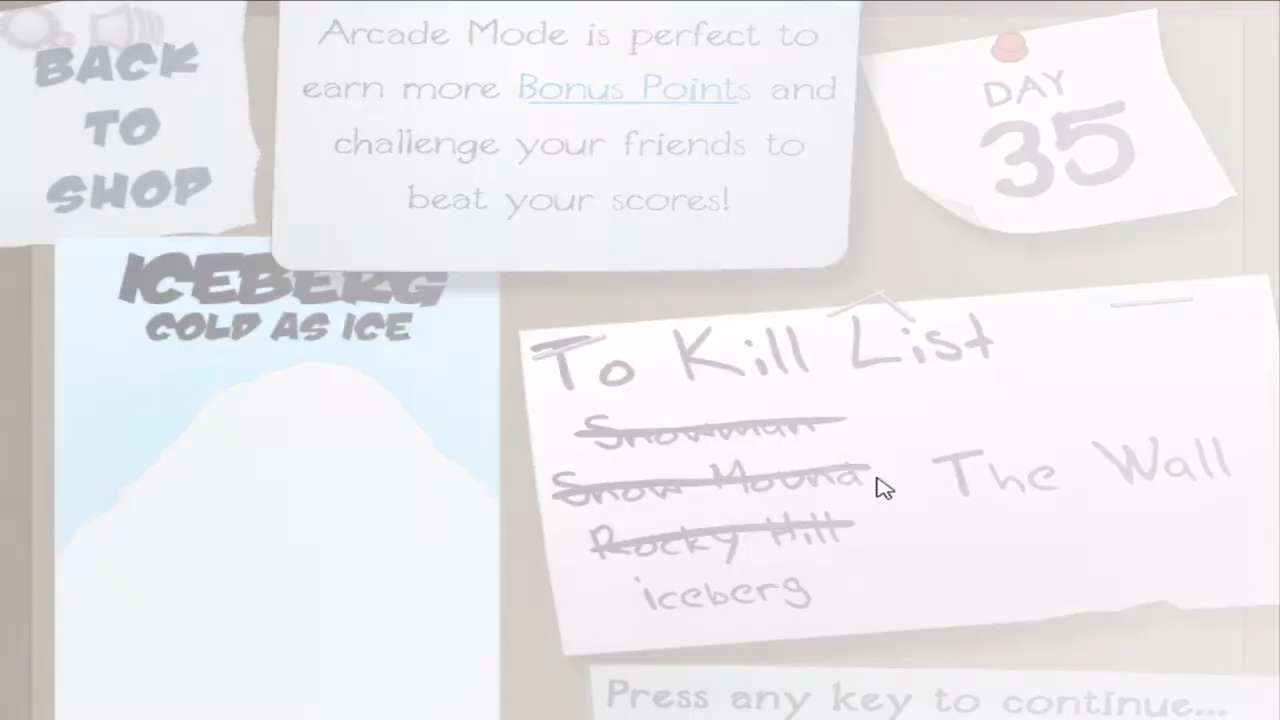 BACK
TO
SHOP
Arcade Mode is perfect to
earn more Bonus Points and
challenge your friends to
beat your scores!
DAY
35
ICEBERG
COLD AS ICE
To Kill List
Snowman
Snow Mound
Rocky Hill
iceberg
The Wall
Press any key to continue...